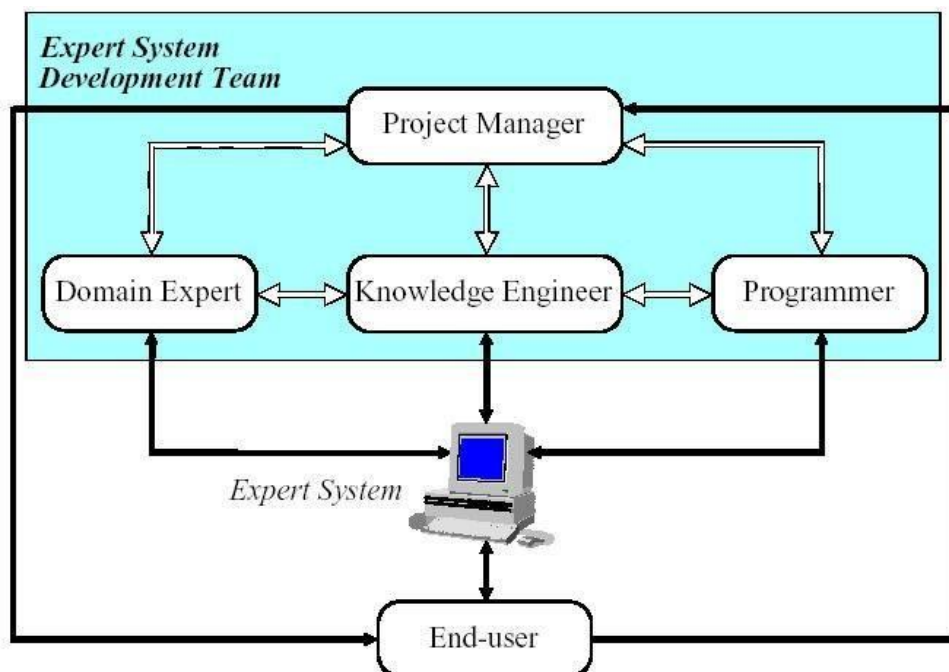 Expert System
Development Team
Project Manager
Domain Expert
Knowledge Engineer
Programmer
Expert System
End-user